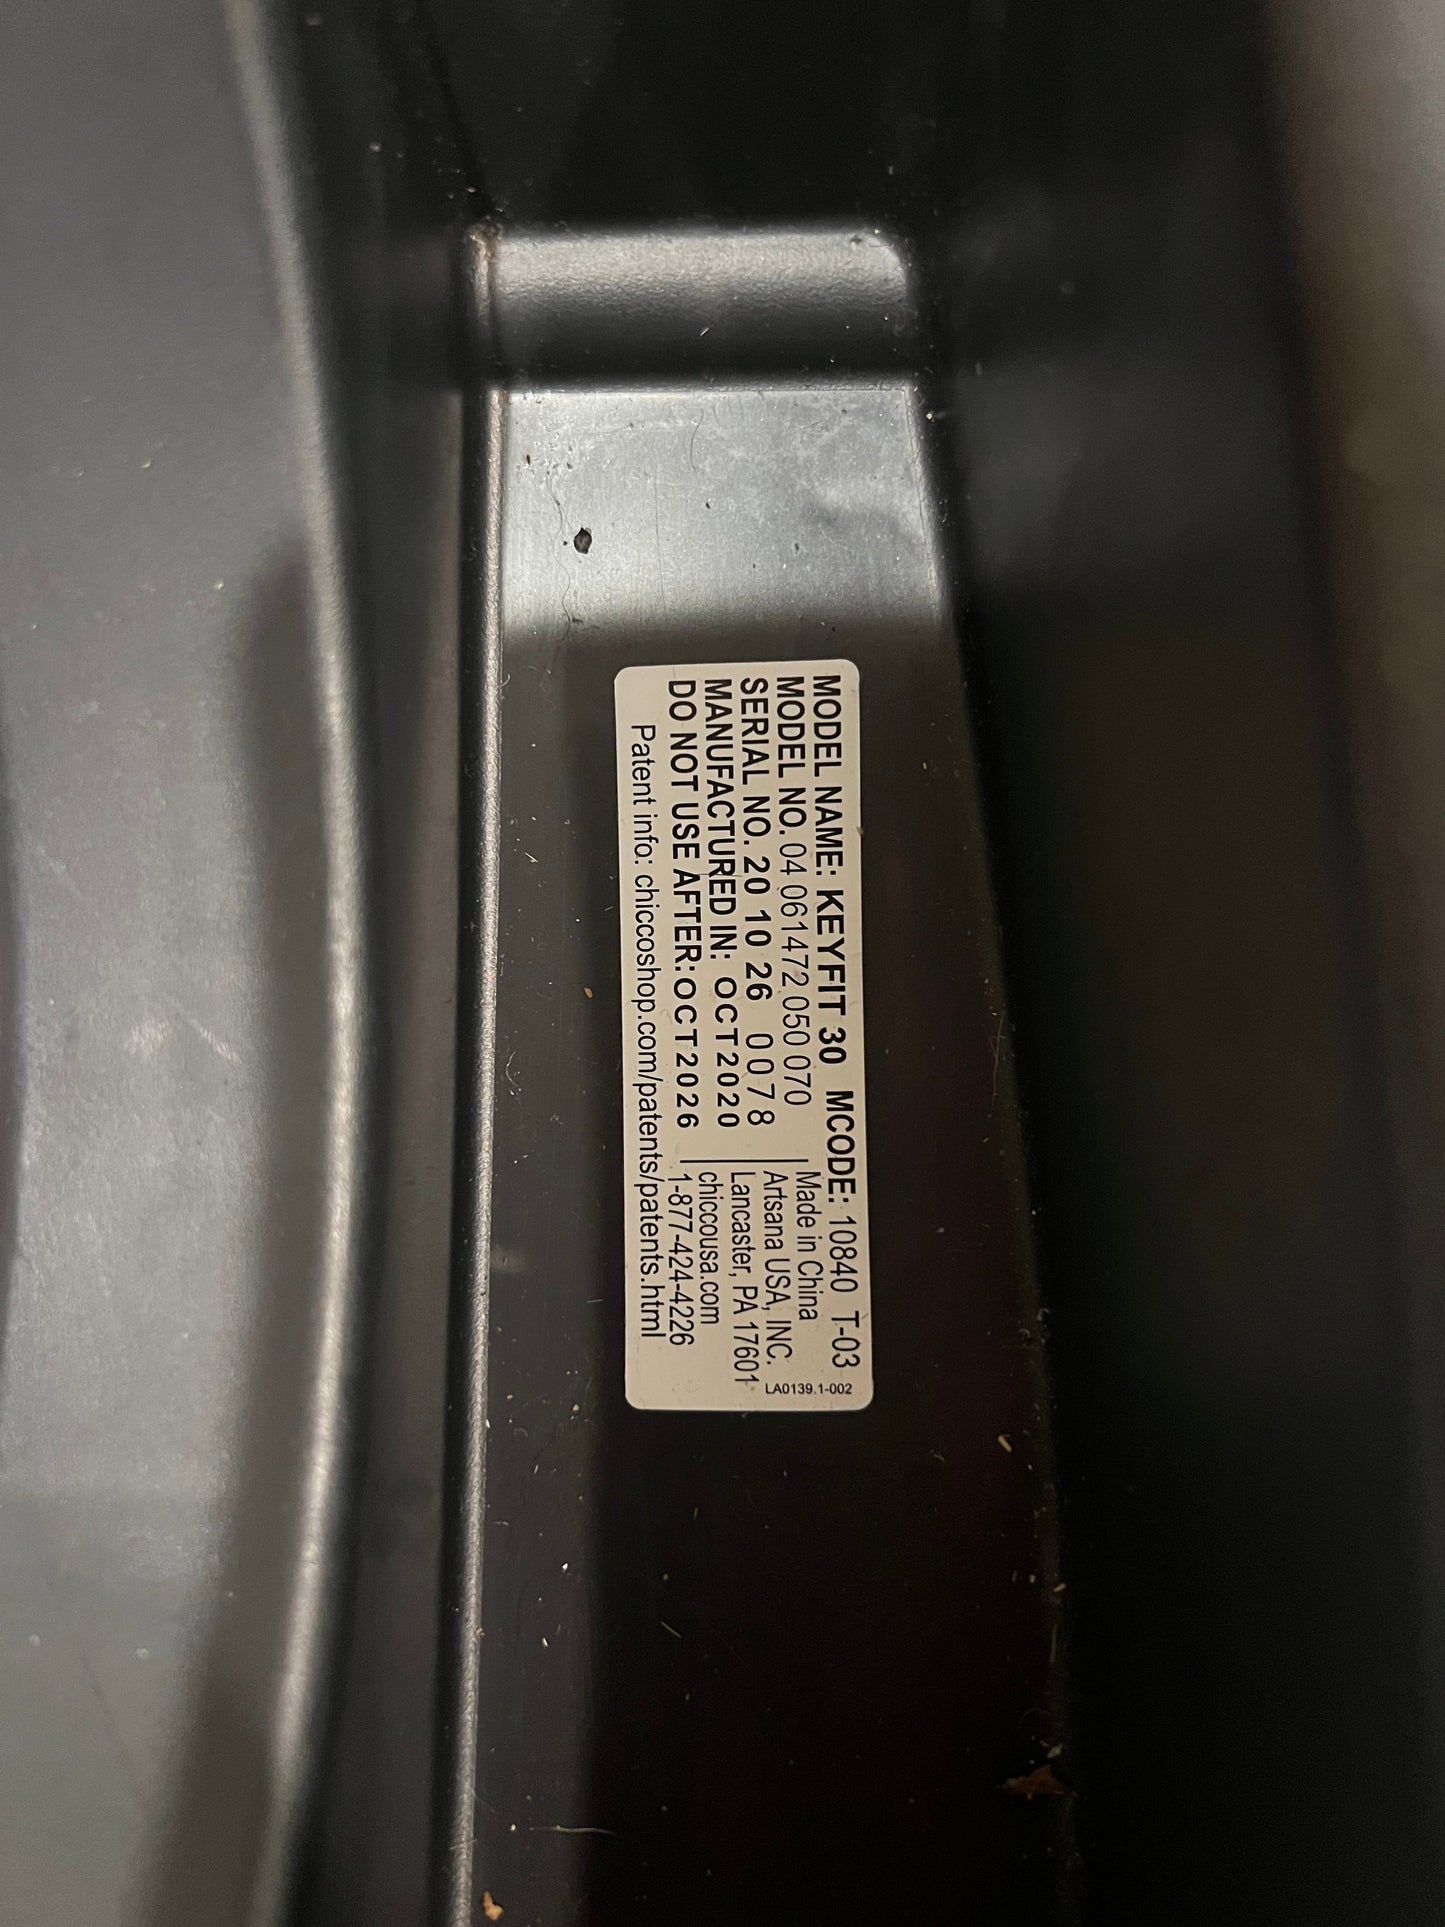 MODEL NAME: KEYFIT 30 MCODE: 10840 T-03
MODEL NO. 04 061472 050 070
SERIAL NO. 20 10 26 0078
MANUFACTURED IN: OCT2020
DO NOT USE AFTER: OCT2026
Made in China
Artsana USA, INC.
Lancaster, PA 17601
chiccousa.com
1-877-424-4226
Patent info: chiccoshop.com/patents/patents.html
LA0139.1-002